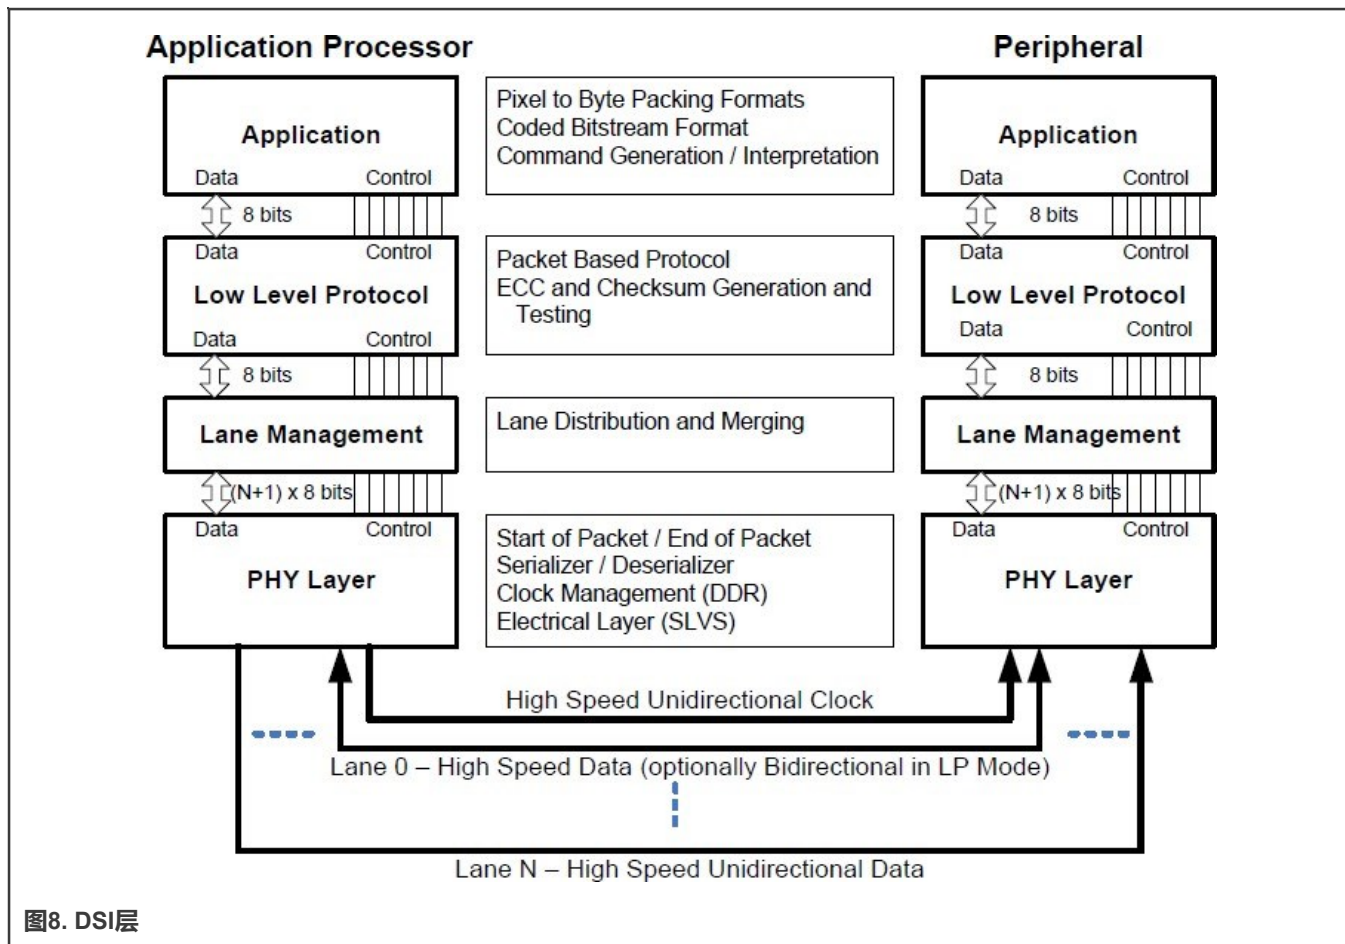 Application Processor
Peripheral
Application
Data Control
8 bits
Data Control
Low Level Protocol
Data Control
8 bits
Lane Management
(N+1) x 8 bits
Data Control
PHY Layer
Pixel to Byte Packing Formats
Coded Bitstream Format
Command Generation / Interpretation
Packet Based Protocol
ECC and Checksum Generation and
Testing
Lane Distribution and Merging
Start of Packet / End of Packet
Serializer / Deserializer
Clock Management (DDR)
Electrical Layer (SLVS)
Application
Data Control
8 bits
Data Control
Low Level Protocol
Data Control
8 bits
Lane Management
(N+1) x 8 bits
Data Control
PHY Layer
High Speed Unidirectional Clock
Lane 0 – High Speed Data (optionally Bidirectional in LP Mode)
Lane N – High Speed Unidirectional Data
图8. DSI层